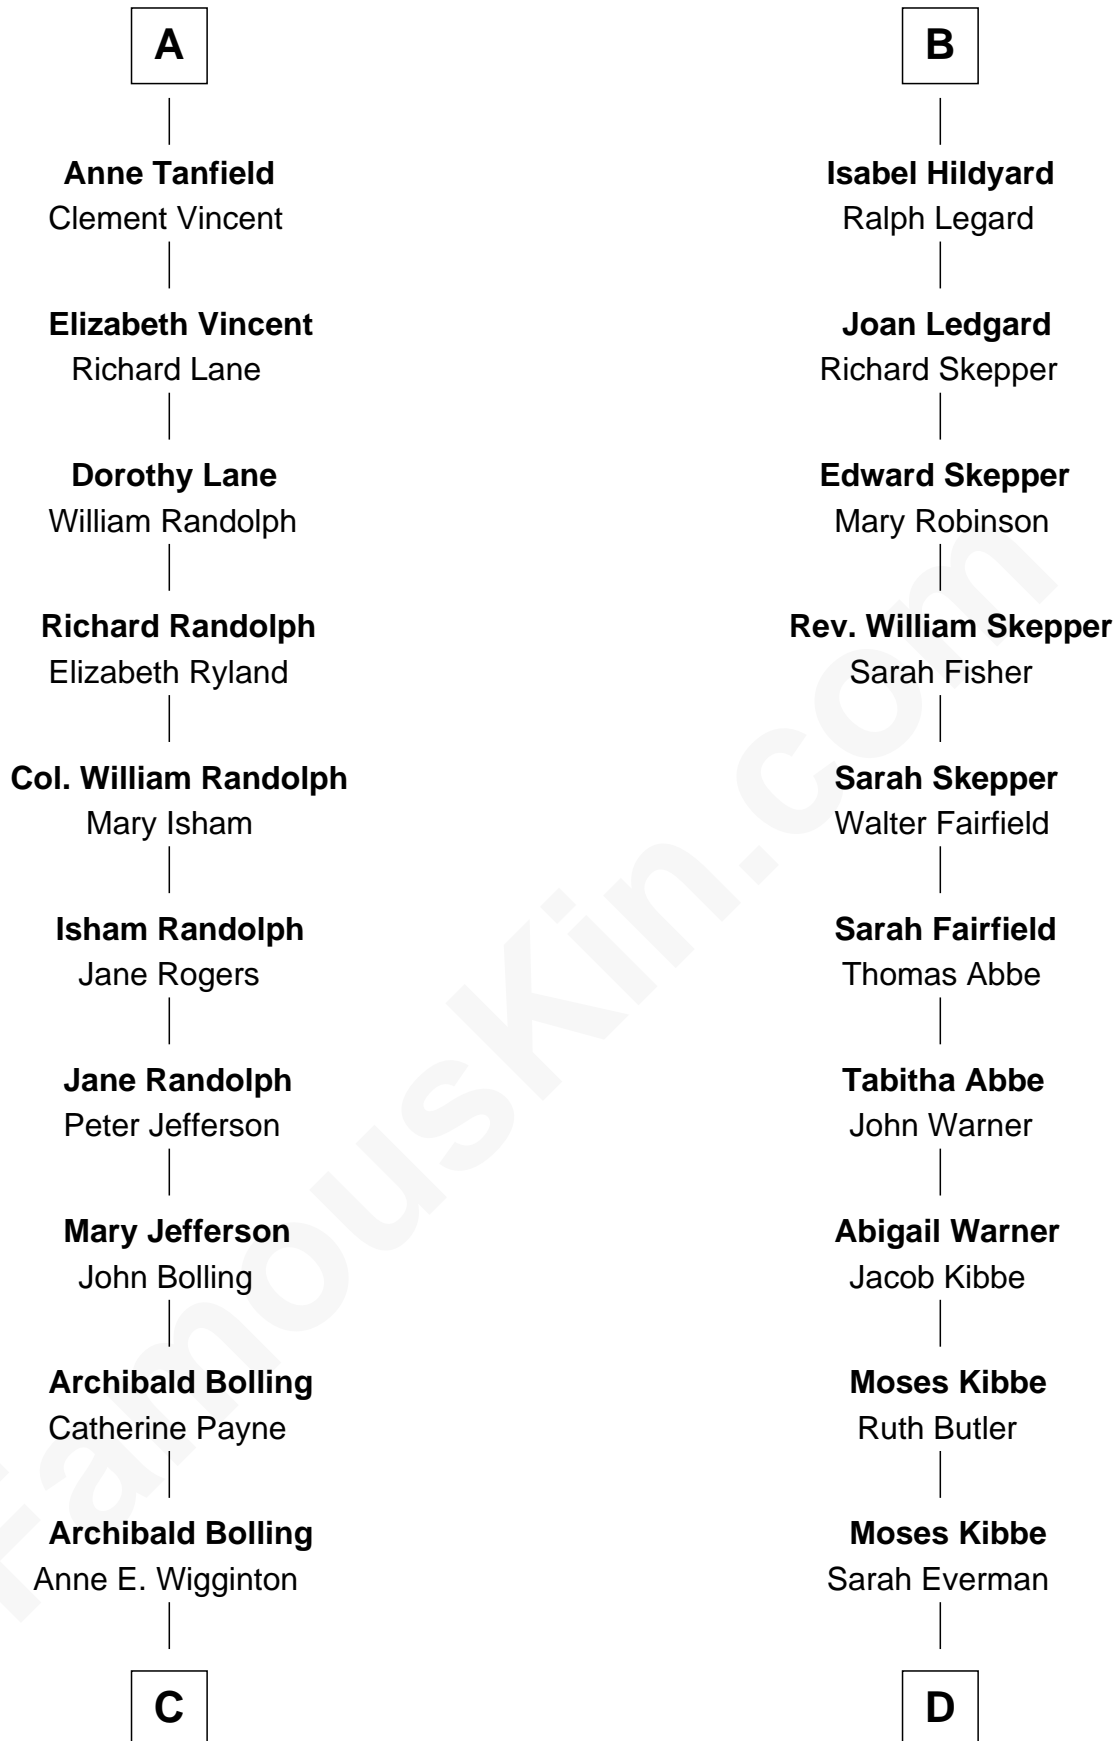 A
Anne Tanfield
Clement Vincent
Elizabeth Vincent
Richard Lane
Dorothy Lane
William Randolph
Richard Randolph
Elizabeth Ryland
Col. William Randolph
Mary Isham
Isham Randolph
Jane Rogers
Jane Randolph
Peter Jefferson
Mary Jefferson
John Bolling
Archibald Bolling
Catherine Payne
Archibald Bolling
Anne E. Wigginton
C
B
Isabel Hildyard
Ralph Legard
Joan Ledgard
Richard Skepper
Edward Skepper
Mary Robinson
Rev. William Skepper
Sarah Fisher
Sarah Skepper
Walter Fairfield
Sarah Fairfield
Thomas Abbe
Tabitha Abbe
John Warner
Abigail Warner
Jacob Kibbe
Moses Kibbe
Ruth Butler
Moses Kibbe
Sarah Everman
D
FamousKin.com